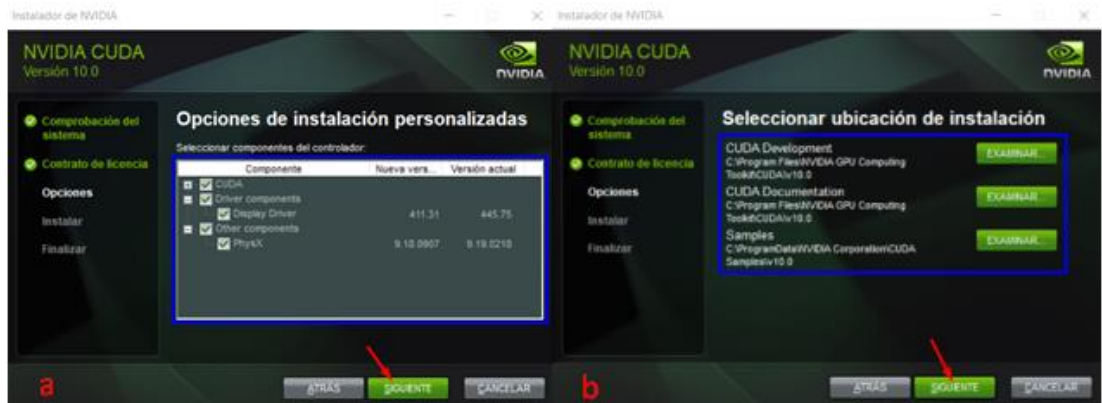 Instalador de NVIDIA
NVIDIA CUDA
Versión 10.0
NVIDIA
Comprobación del
sistema
Contrato de licencia
Opciones
Instalar
Finalizar
Opciones de instalación personalizadas
Seleccionar componentes del controlador:
Componente Nueva vers... Versión actual
CUDA
Driver components
Display Driver 411.31 445.75
Other components
PhysX 9.18.0907 9.19.0218
a
ATRÁS SIGUIENTE CANCELAR
Instalador de NVIDIA
NVIDIA CUDA
Versión 10.0
NVIDIA
Comprobación del
sistema
Contrato de licencia
Opciones
Instalar
Finalizar
Seleccionar ubicación de instalación
CUDA Development
C:\Program Files\NVIDIA GPU Computing
Toolkit\CUDA\v10.0
EXAMINAR...
CUDA Documentation
C:\Program Files\NVIDIA GPU Computing
Toolkit\CUDA\v10.0
EXAMINAR...
Samples
C:\ProgramData\NVIDIA Corporation\CUDA
Samples\v10.0
EXAMINAR...
b
ATRÁS SIGUIENTE CANCELAR